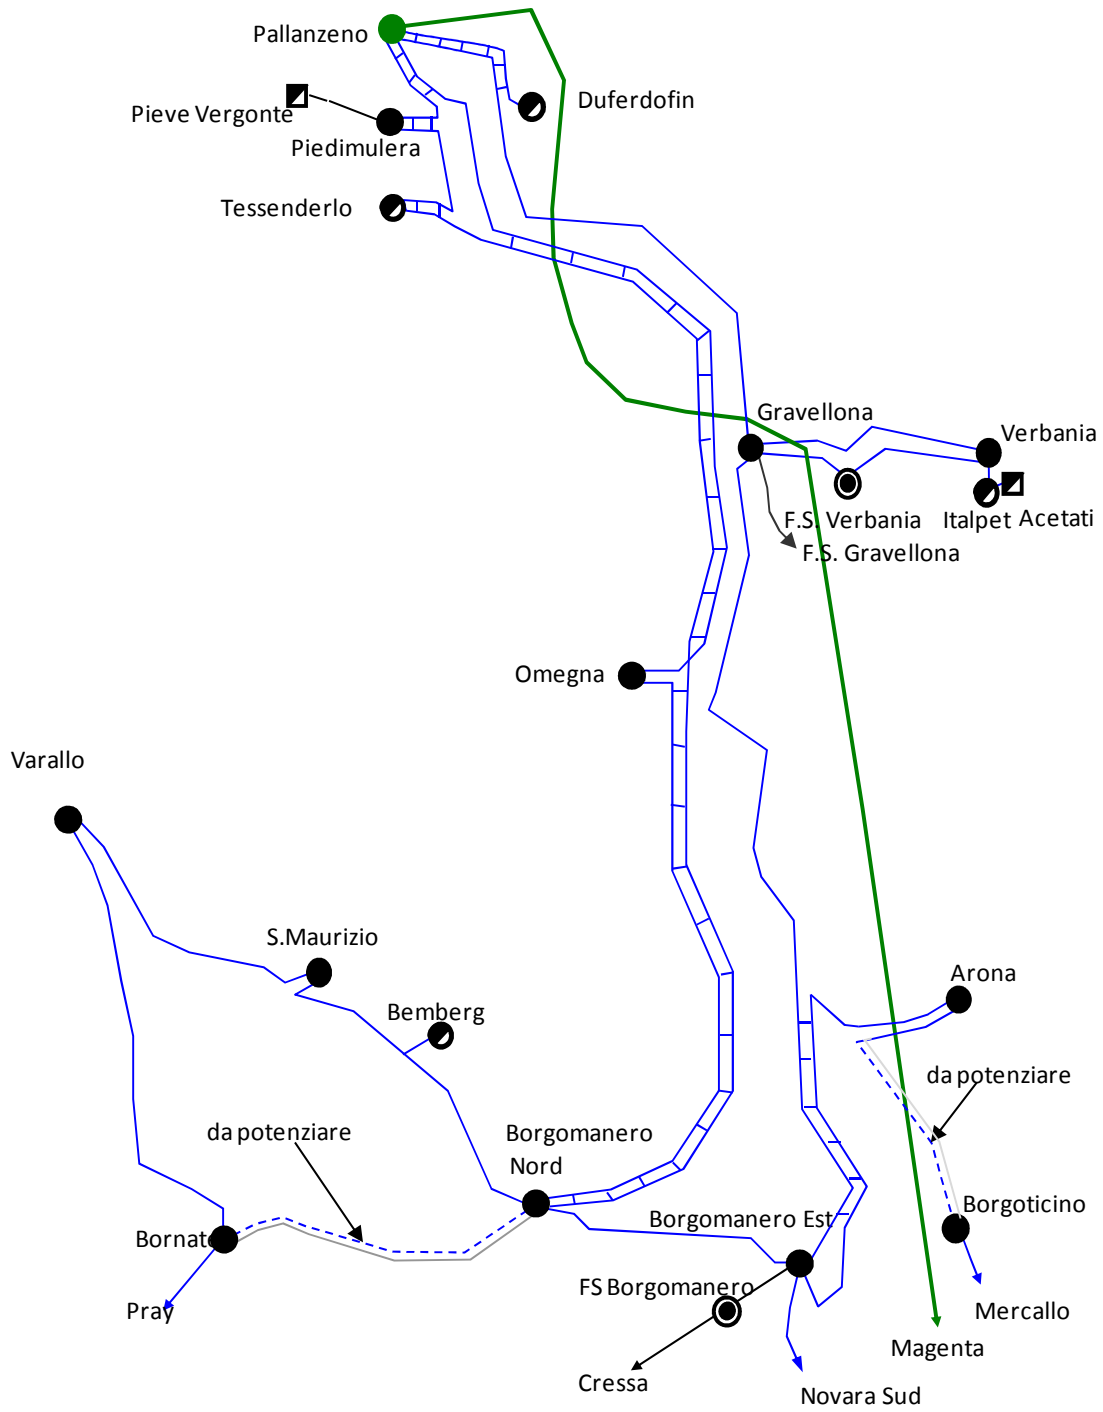 Pallanzeno
Duferdofin
Pieve Vergonte
Piedimulera
Tessenderlo
Gravellona
Verbania
F.S. Verbania
Italpet
Acetati
F.S. Gravellona
Omegna
Varallo
S.Maurizio
Arona
Bemberg
da potenziare
da potenziare
Borgomanero
Nord
Borgoticino
Borgomanero Est
Bornate
FS Borgomanero
Pray
Mercallo
Magenta
Cressa
Novara Sud